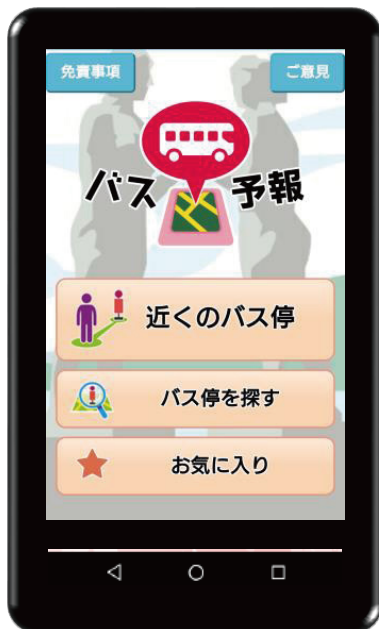 免責事項
ご意見
バス予報
近くのバス停
バス停を探す
お気に入り